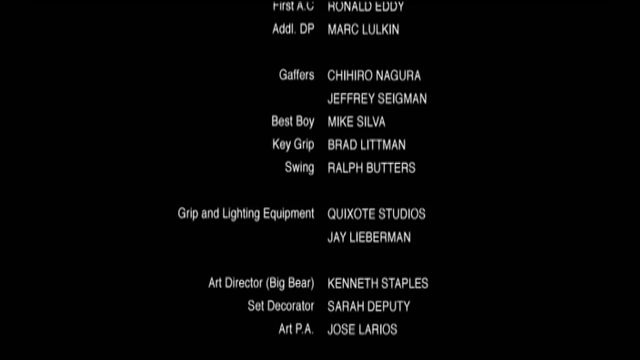 First A.C RONALD EDDY
Addl. DP MARC LULKIN
Gaffers CHIHIRO NAGURA
JEFFREY SEIGMAN
Best Boy MIKE SILVA
Key Grip BRAD LITTMAN
Swing RALPH BUTTERS
Grip and Lighting Equipment QUIXOTE STUDIOS
JAY LIEBERMAN
Art Director (Big Bear) KENNETH STAPLES
Set Decorator SARAH DEPUTY
Art P.A. JOSE LARIOS